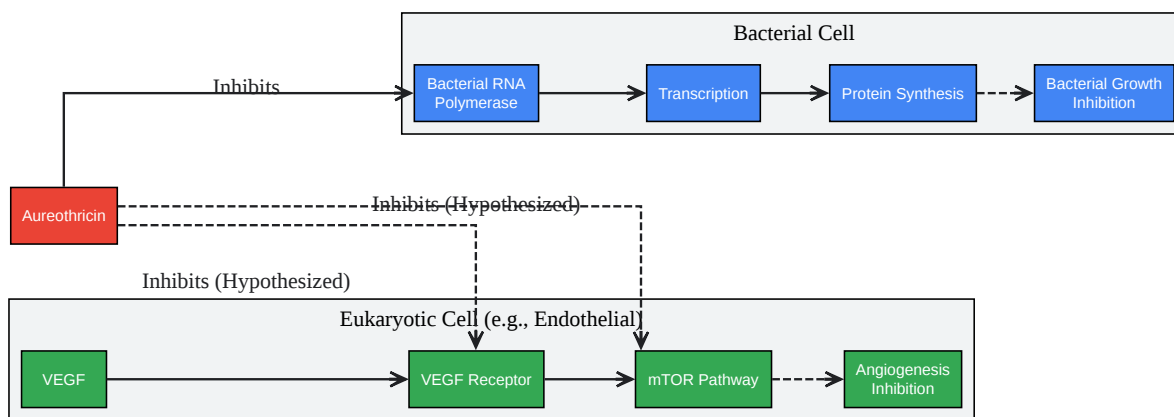 Bacterial Cell
Inhibits
Bacterial RNA
Polymerase
Transcription
Protein Synthesis
Bacterial Growth
Inhibition
Aureothricin
Inhibits (Hypothesized)
Inhibits (Hypothesized)
Eukaryotic Cell (e.g., Endothelial)
VEGF
VEGF Receptor
mTOR Pathway
Angiogenesis
Inhibition